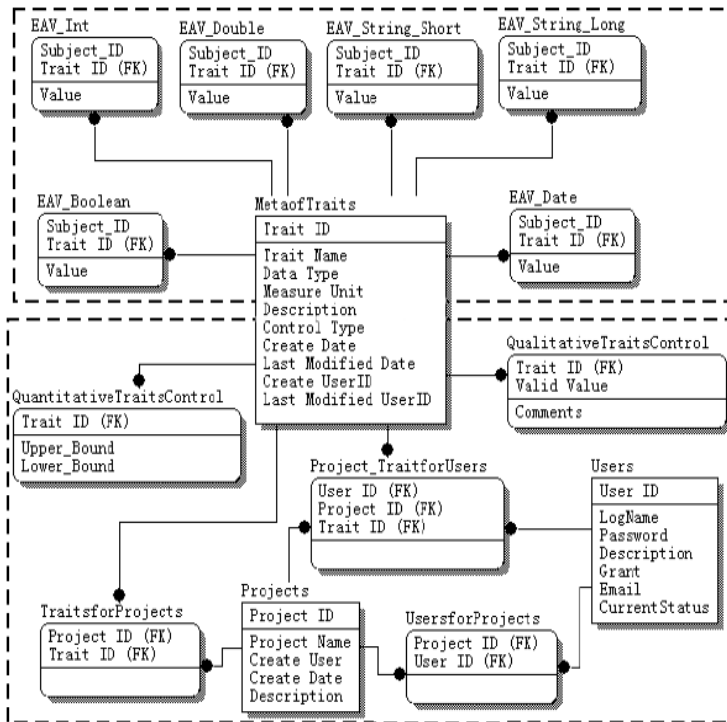 EAV_Int
Subject_ID
Trait ID (FK)
Value
EAV_Double
Subject_ID
Trait ID (FK)
Value
EAV_String_Short
Subject_ID
Trait ID (FK)
Value
EAV_String_Long
Subject_ID
Trait ID (FK)
Value
EAV_Boolean
Subject_ID
Trait ID (FK)
Value
MetaofTraits
Trait ID
Trait Name
Data Type
Measure Unit
Description
Control Type
Create Date
Last Modified Date
Create UserID
Last Modified UserID
EAV_Date
Subject_ID
Trait ID (FK)
Value
QuantitativeTraitsControl
Trait ID (FK)
Upper_Bound
Lower_Bound
QualitativeTraitsControl
Trait ID (FK)
Valid Value
Comments
Project_TraitforUsers
User ID (FK)
Project ID (FK)
Trait ID (FK)
Users
User ID
LogName
Password
Description
Grant
Email
CurrentStatus
TraitsforProjects
Project ID (FK)
Trait ID (FK)
Projects
Project ID
Project Name
Create User
Create Date
Description
UsersforProjects
Project ID (FK)
User ID (FK)